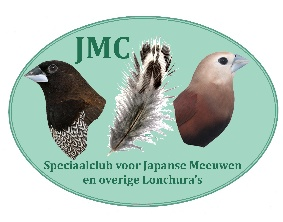 JMC
Speciaalclub voor Japanse Meeuwen
en overige Lonchura's